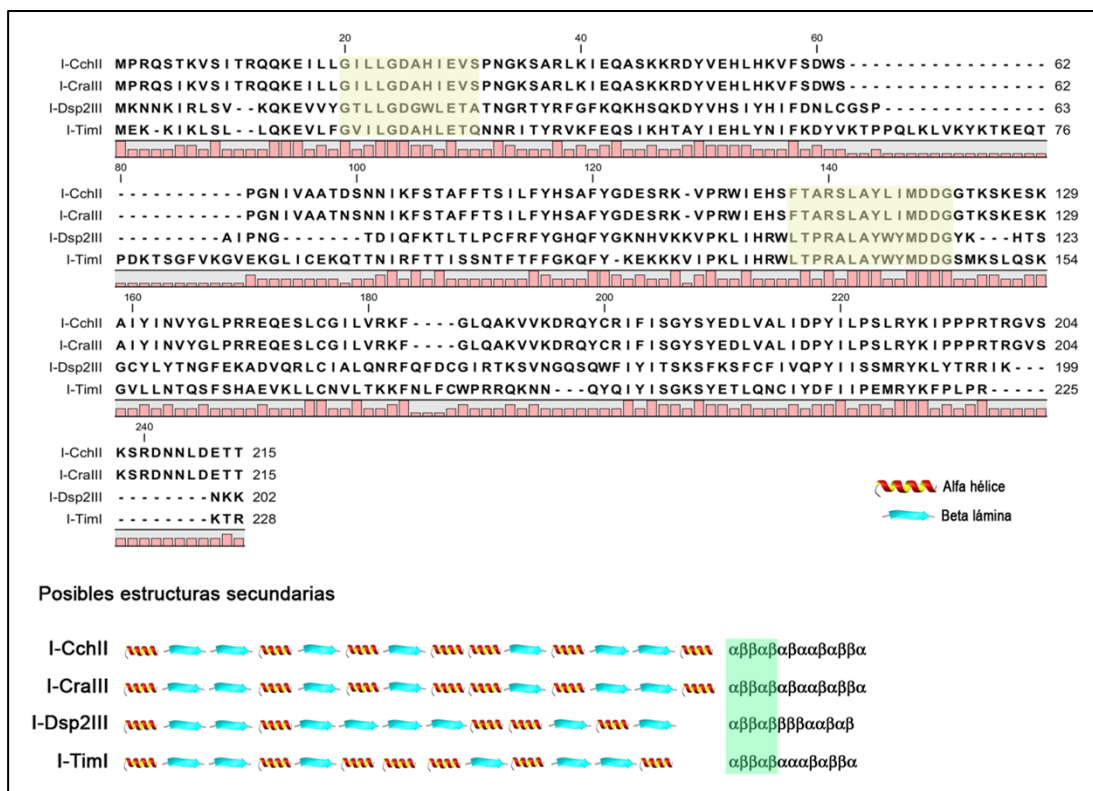 20 40 60
I-CchII MPRQSTKVSITRQQKEILLGILLGDAHIEVSPNGKSARLKIEQASKKRDYVEHLHKVFSDWS---------------- 62
I-CraIII MPRQSIKVSITRQQKEILLGILLGDAHIEVSPNGKSARLKIEQASKKRDYVEHLHKVFSDWS---------------- 62
I-Dsp2III MKNNKIRLSV--KQKEVVYGTLLGDGWLETATNGRTYRFGFKQKHSQKDYVHSIYHIFDNLCGSP------------- 63
I-TimI MEK-KIKLSL--LQKEVLFGVILGDAHLETQNNRITYRVKFEQSIKHTAYIEHLYNIFKDYVKTPPQLKLVKYKTKEQT 76
80 100 120 140
I-CchII -----------PGNIVAATDSNNIKFSTAFFTSILFYHSAFYGDESRK-VPRWIEHSFTARSLAYLIMDDGGTKSKESK 129
I-CraIII -----------PGNIVAATNSNNIKFSTAFFTSILFYHSAFYGDESRK-VPRWIEHSFTARSLAYLIMDDGGTKSKESK 129
I-Dsp2III ---------AIPNG-------TDIQFKTLTLPCFRFYGHQFYGKNHVKKVPKLIHRWLTPRALAYWYMDDGYK---HTS 123
I-TimI PDKTSGFVKGVEKGLICEKQTTNIRFTTISSNTFTFFGKQFY-KEKKKVIPKLIHRWLTPRALAYWYMDDGSMKSLQSK 154
160 180 200 220
I-CchII AIYINVYGLPRREQESLCGILVRKF----GLQAKVVKDRQYCRIFISGYSYEDLVALIDPYILPSLRYKIPPPRTRGVS 204
I-CraIII AIYINVYGLPRREQESLCGILVRKF----GLQAKVVKDRQYCRIFISGYSYEDLVALIDPYILPSLRYKIPPPRTRGVS 204
I-Dsp2III GCYLYTNGFEKADVQRLCIALQNRFQFDCGIRTKSVNGQSQWFIYITSKSFKSFCFIVQPYIISSMRYKLYTRRIK--- 199
I-TimI GVLLNTQSFSHAEVKLLCNVLTKKFNLFCWPRRQKNN--QYQIYISGKSYETLQNCIYDFIIPEMRYKFPLPR----- 225
240
I-CchII KSRDNNLDETT 215
I-CraIII KSRDNNLDETT 215
I-Dsp2III --------NKK 202
I-TimI --------KTR 228
Alfa hélice
Beta lámina
Posibles estructuras secundarias
I-CchII αββαβαβααβαββα
I-CraIII αββαβαβααβαββα
I-Dsp2III αββαββββααβαβ
I-TimI αββαβαααβαββα